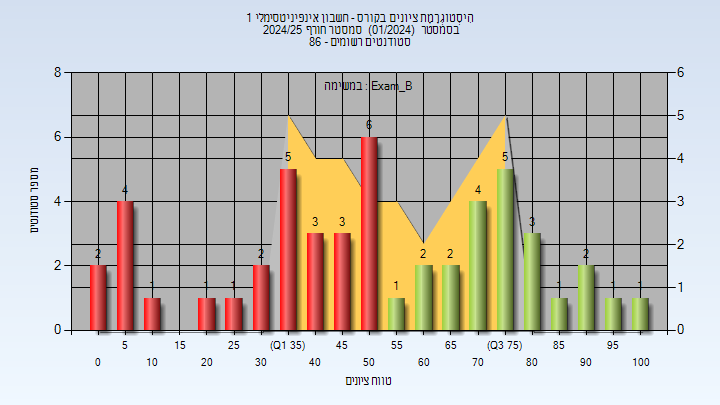 הִיסְטוֹגְרָמַת ציונים בקורס - חשבון אינפיניטסימלי 1
בסמסטר (01/2024) סמסטר חורף 2024/25
סטודנטים רשומים - 86
במשימה : Exam_B
8 6 4 2 0
מספר סטודנטים
6 5 4 3 2 1 0
2 4 1 1 1 2 5 3 3 6 1 2 2 4 5 3 1 2 1 1
5 15 25 (Q1 35) 45 55 65 (Q3 75) 85 95
0 10 20 30 40 50 60 70 80 90 100
טווח ציונים